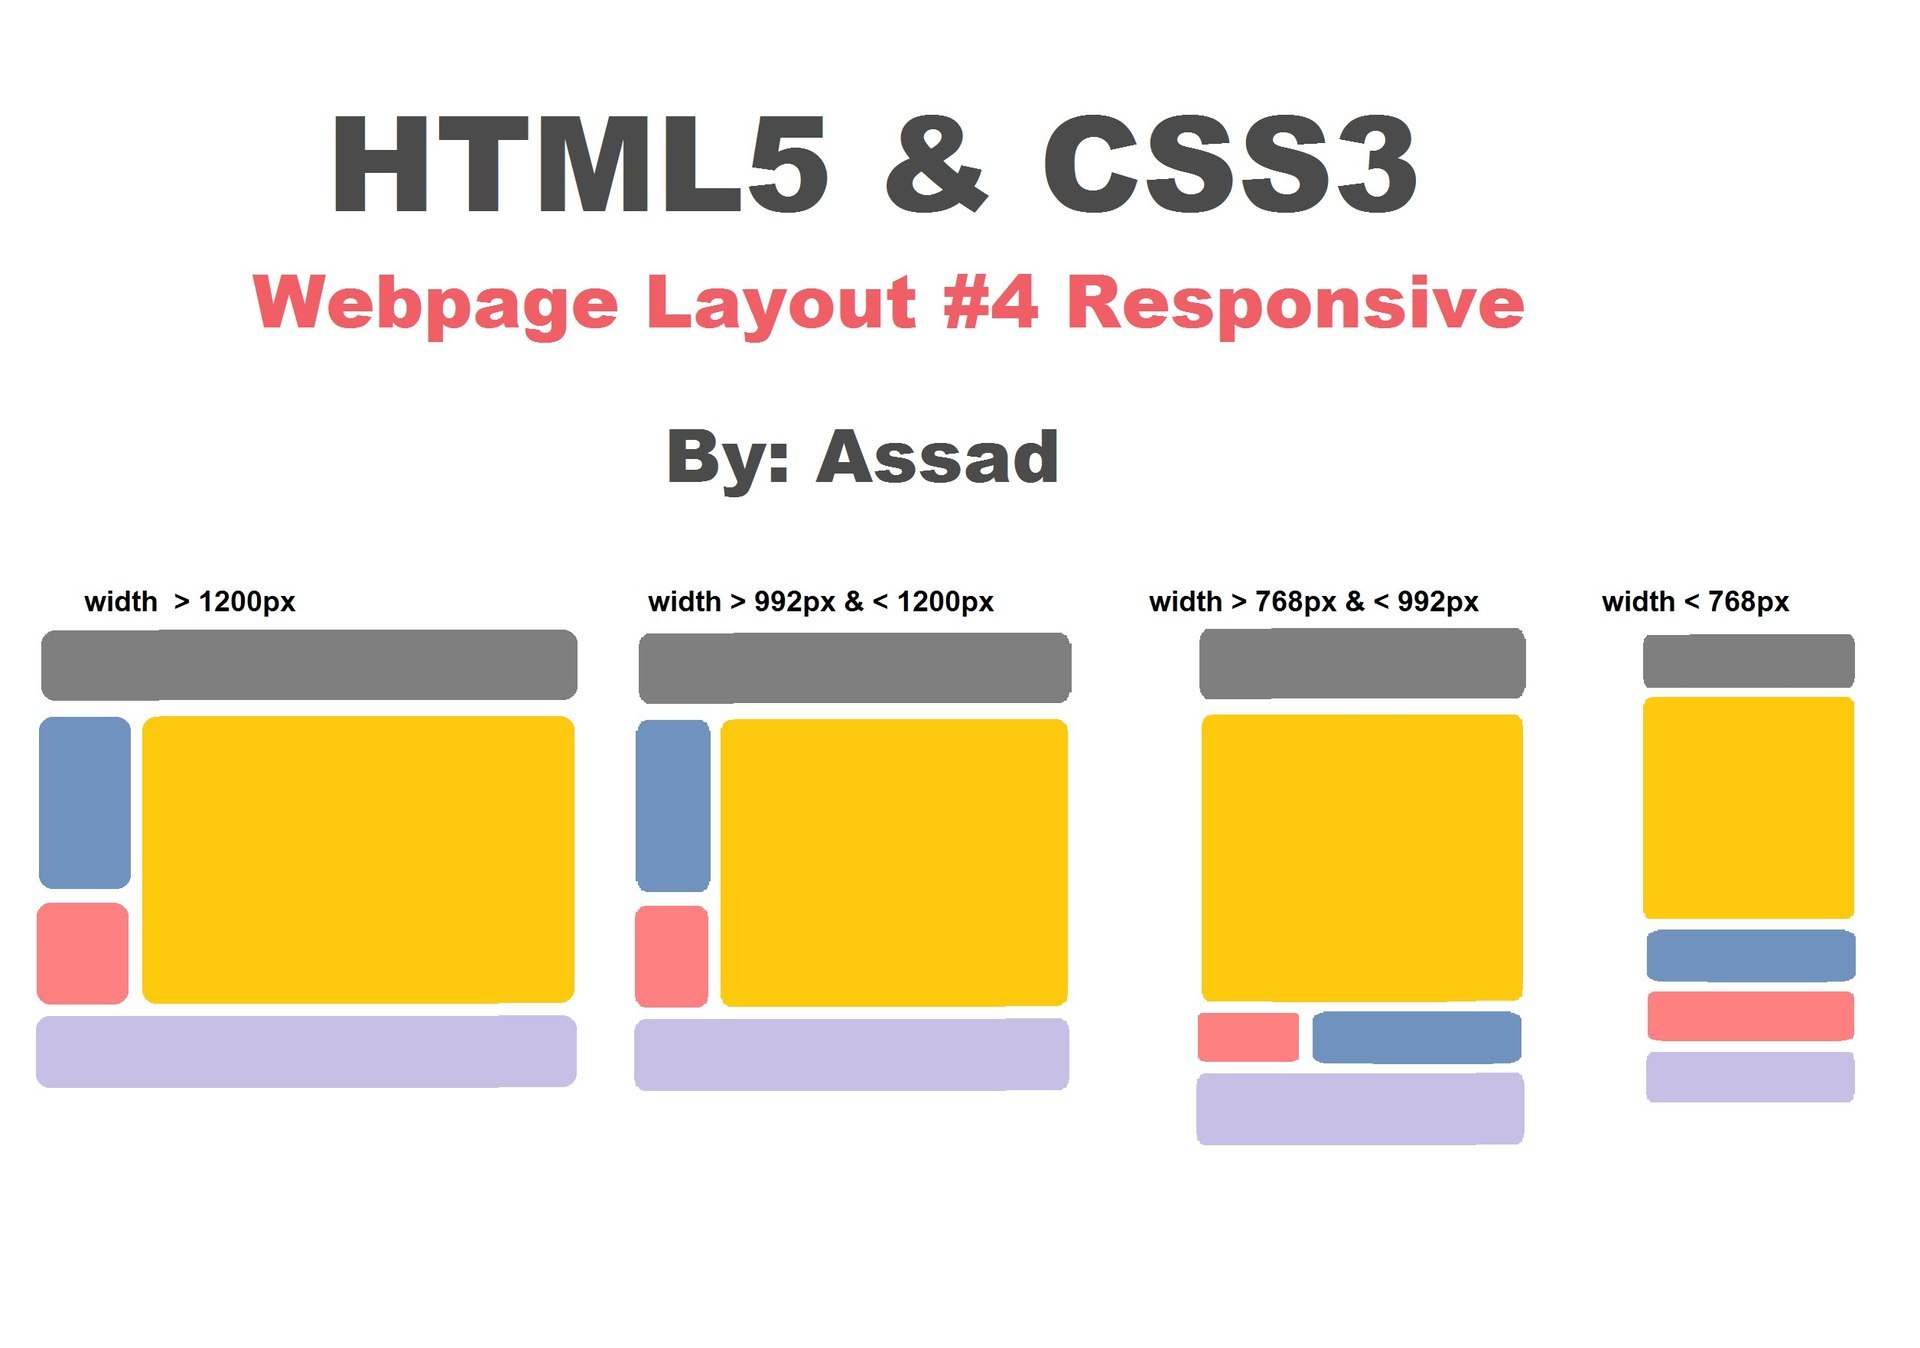 HTML5 & CSS3
Webpage Layout #4 Responsive
By: Assad
width  > 1200px
width > 992px & < 1200px
width > 768px & < 992px
width < 768px